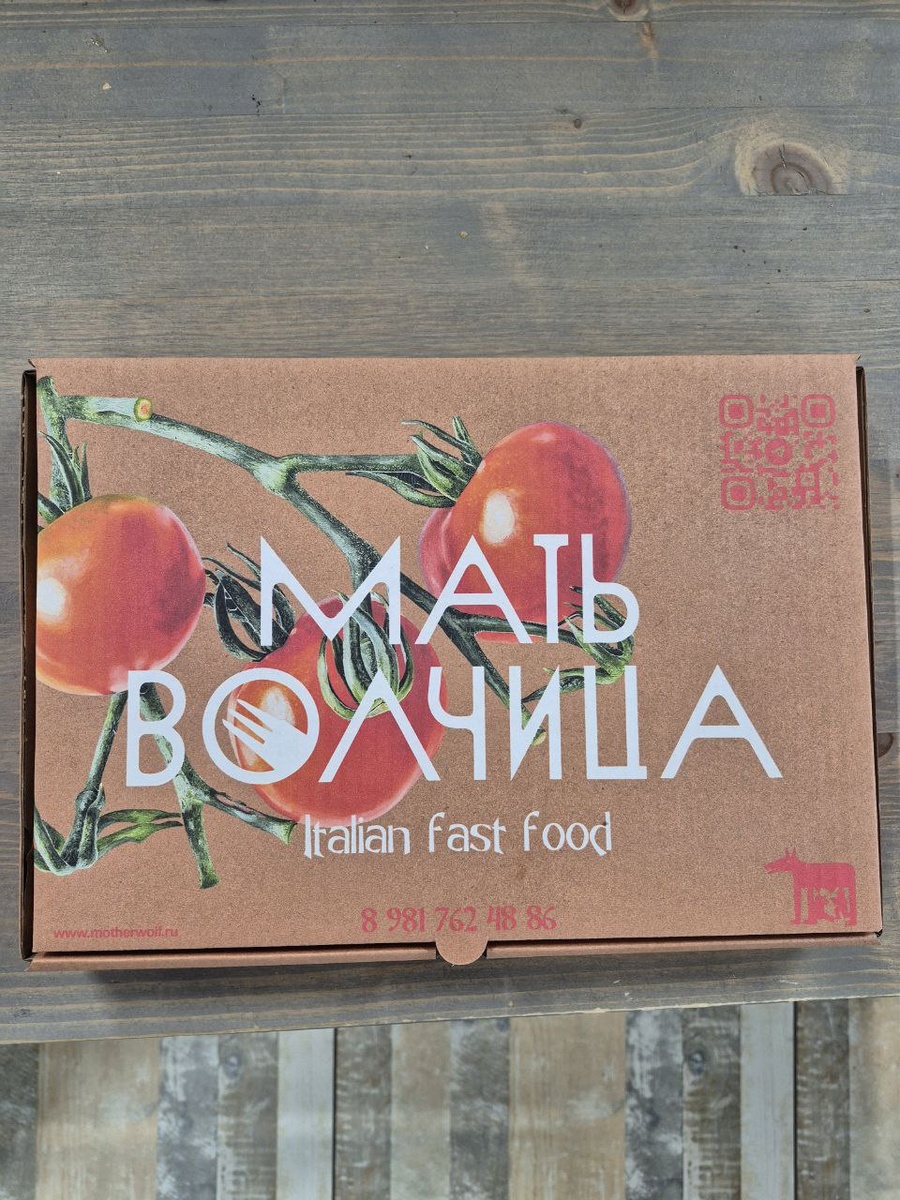 МАТЬ
ВОЛЧИЦА
Italian fast food
8 981 762 48 86
www.motherwolf.ru